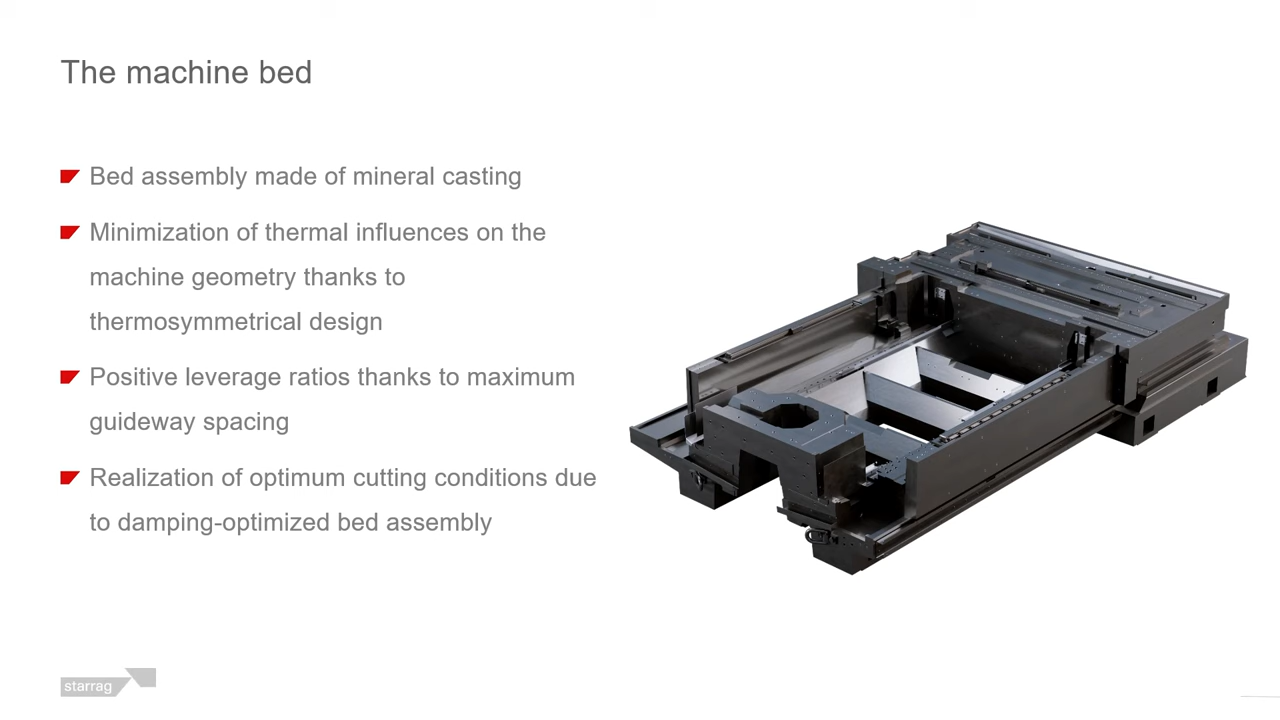 The machine bed
Bed assembly made of mineral casting
Minimization of thermal influences on the
machine geometry thanks to
thermosymmetrical design
Positive leverage ratios thanks to maximum
guideway spacing
Realization of optimum cutting conditions due
to damping-optimized bed assembly
starrag